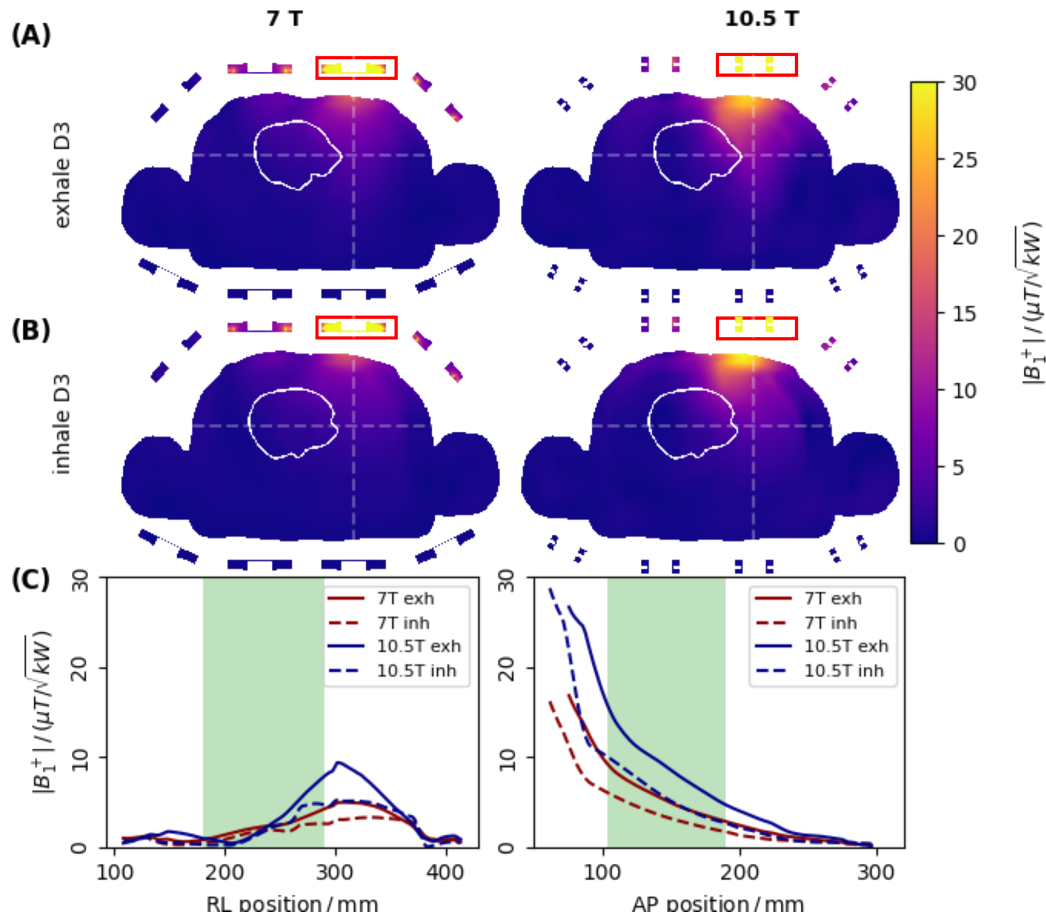 7 T
10.5 T
(A)
exhale D3
(B)
inhale D3
30
25
20
15
10
5
0
|B₁⁺| / (μT/√kW)
(C)
30
20
10
0
|B₁⁺| / (μT/√kW)
100
200
300
400
RL position / mm
7T exh
7T inh
10.5T exh
10.5T inh
30
20
10
0
100
200
300
AP position / mm
7T exh
7T inh
10.5T exh
10.5T inh